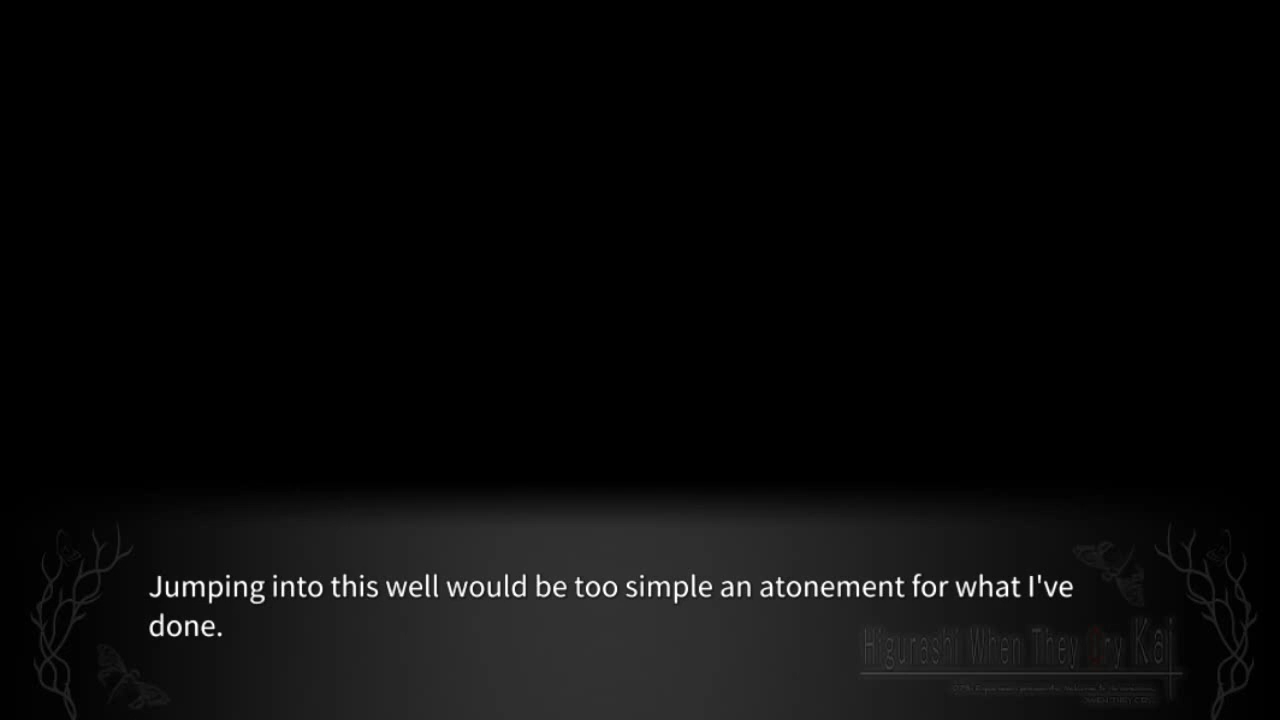 Jumping into this well would be too simple an atonement for what I've
done.
Higurashi When They Cry Kai